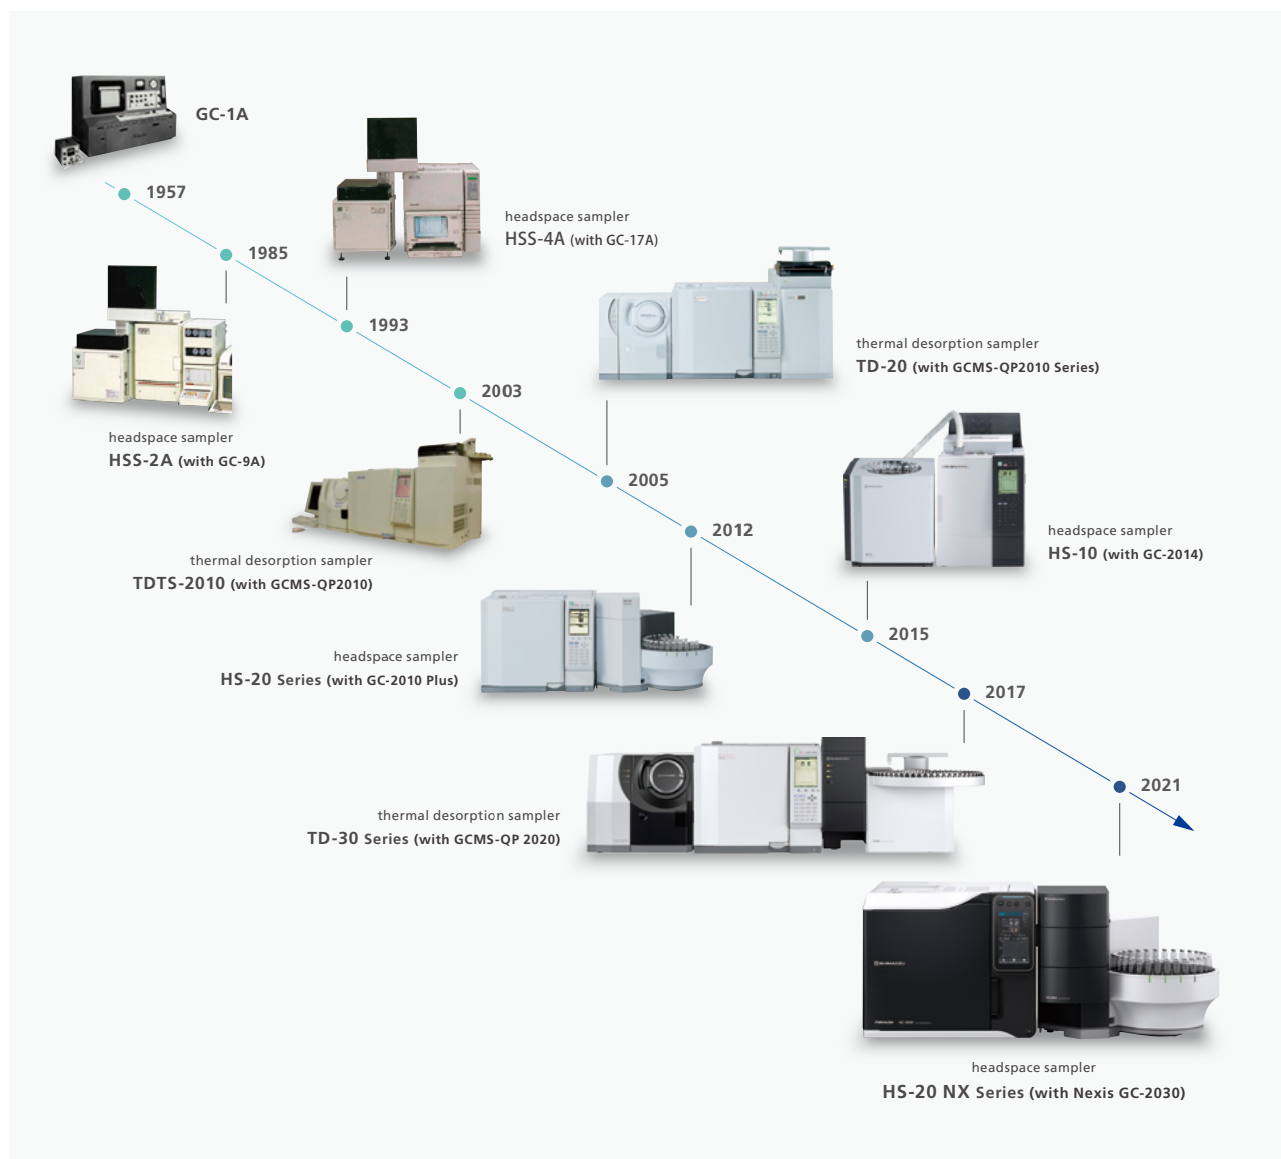 GC-1A
1957
1985
headspace sampler
HSS-2A (with GC-9A)
headspace sampler
HSS-4A (with GC-17A)
1993
2003
thermal desorption sampler
TDTS-2010 (with GCMS-QP2010)
thermal desorption sampler
TD-20 (with GCMS-QP2010 Series)
2005
2012
headspace sampler
HS-20 Series (with GC-2010 Plus)
headspace sampler
HS-10 (with GC-2014)
2015
2017
thermal desorption sampler
TD-30 Series (with GCMS-QP 2020)
2021
headspace sampler
HS-20 NX Series (with Nexis GC-2030)